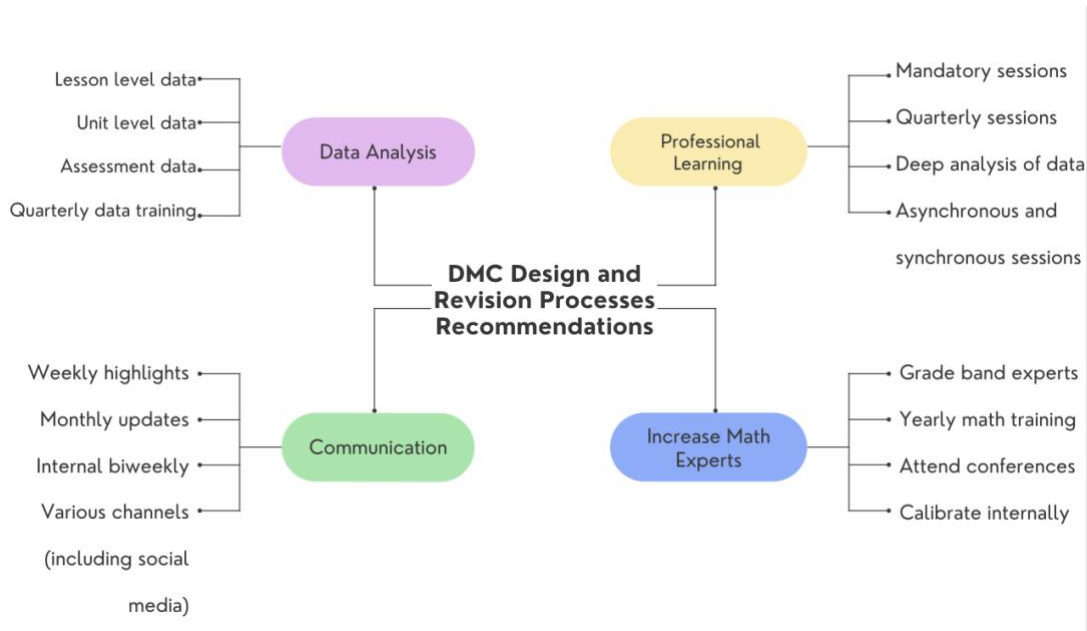 Lesson level data
Unit level data
Assessment data
Quarterly data training
Data Analysis
Professional
Learning
Mandatory sessions
Quarterly sessions
Deep analysis of data
Asynchronous and
synchronous sessions
DMC Design and
Revision Processes
Recommendations
Weekly highlights
Monthly updates
Internal biweekly
Various channels
(including social
media)
Communication
Increase Math
Experts
Grade band experts
Yearly math training
Attend conferences
Calibrate internally